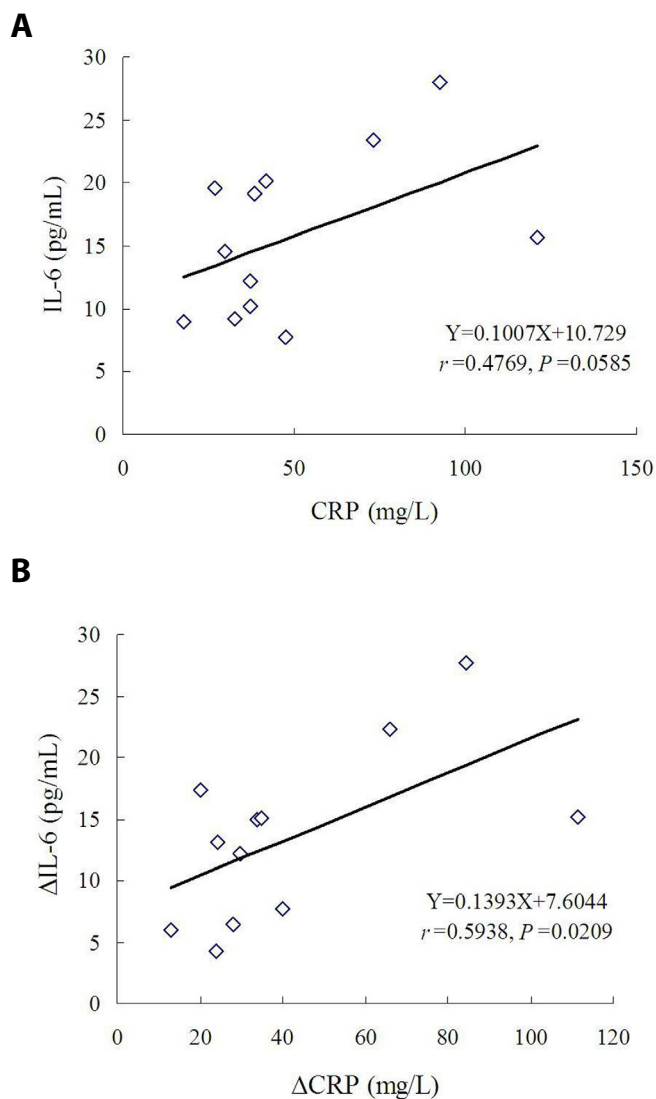 A
30
25
20
15
10
5
0
IL-6 (pg/mL)
Y=0.1007X+10.729
r=0.4769, P=0.0585
0 50 100 150
CRP (mg/L)
B
30
25
20
15
10
5
0
ΔIL-6 (pg/mL)
Y=0.1393X+7.6044
r=0.5938, P=0.0209
0 20 40 60 80 100 120
ΔCRP (mg/L)